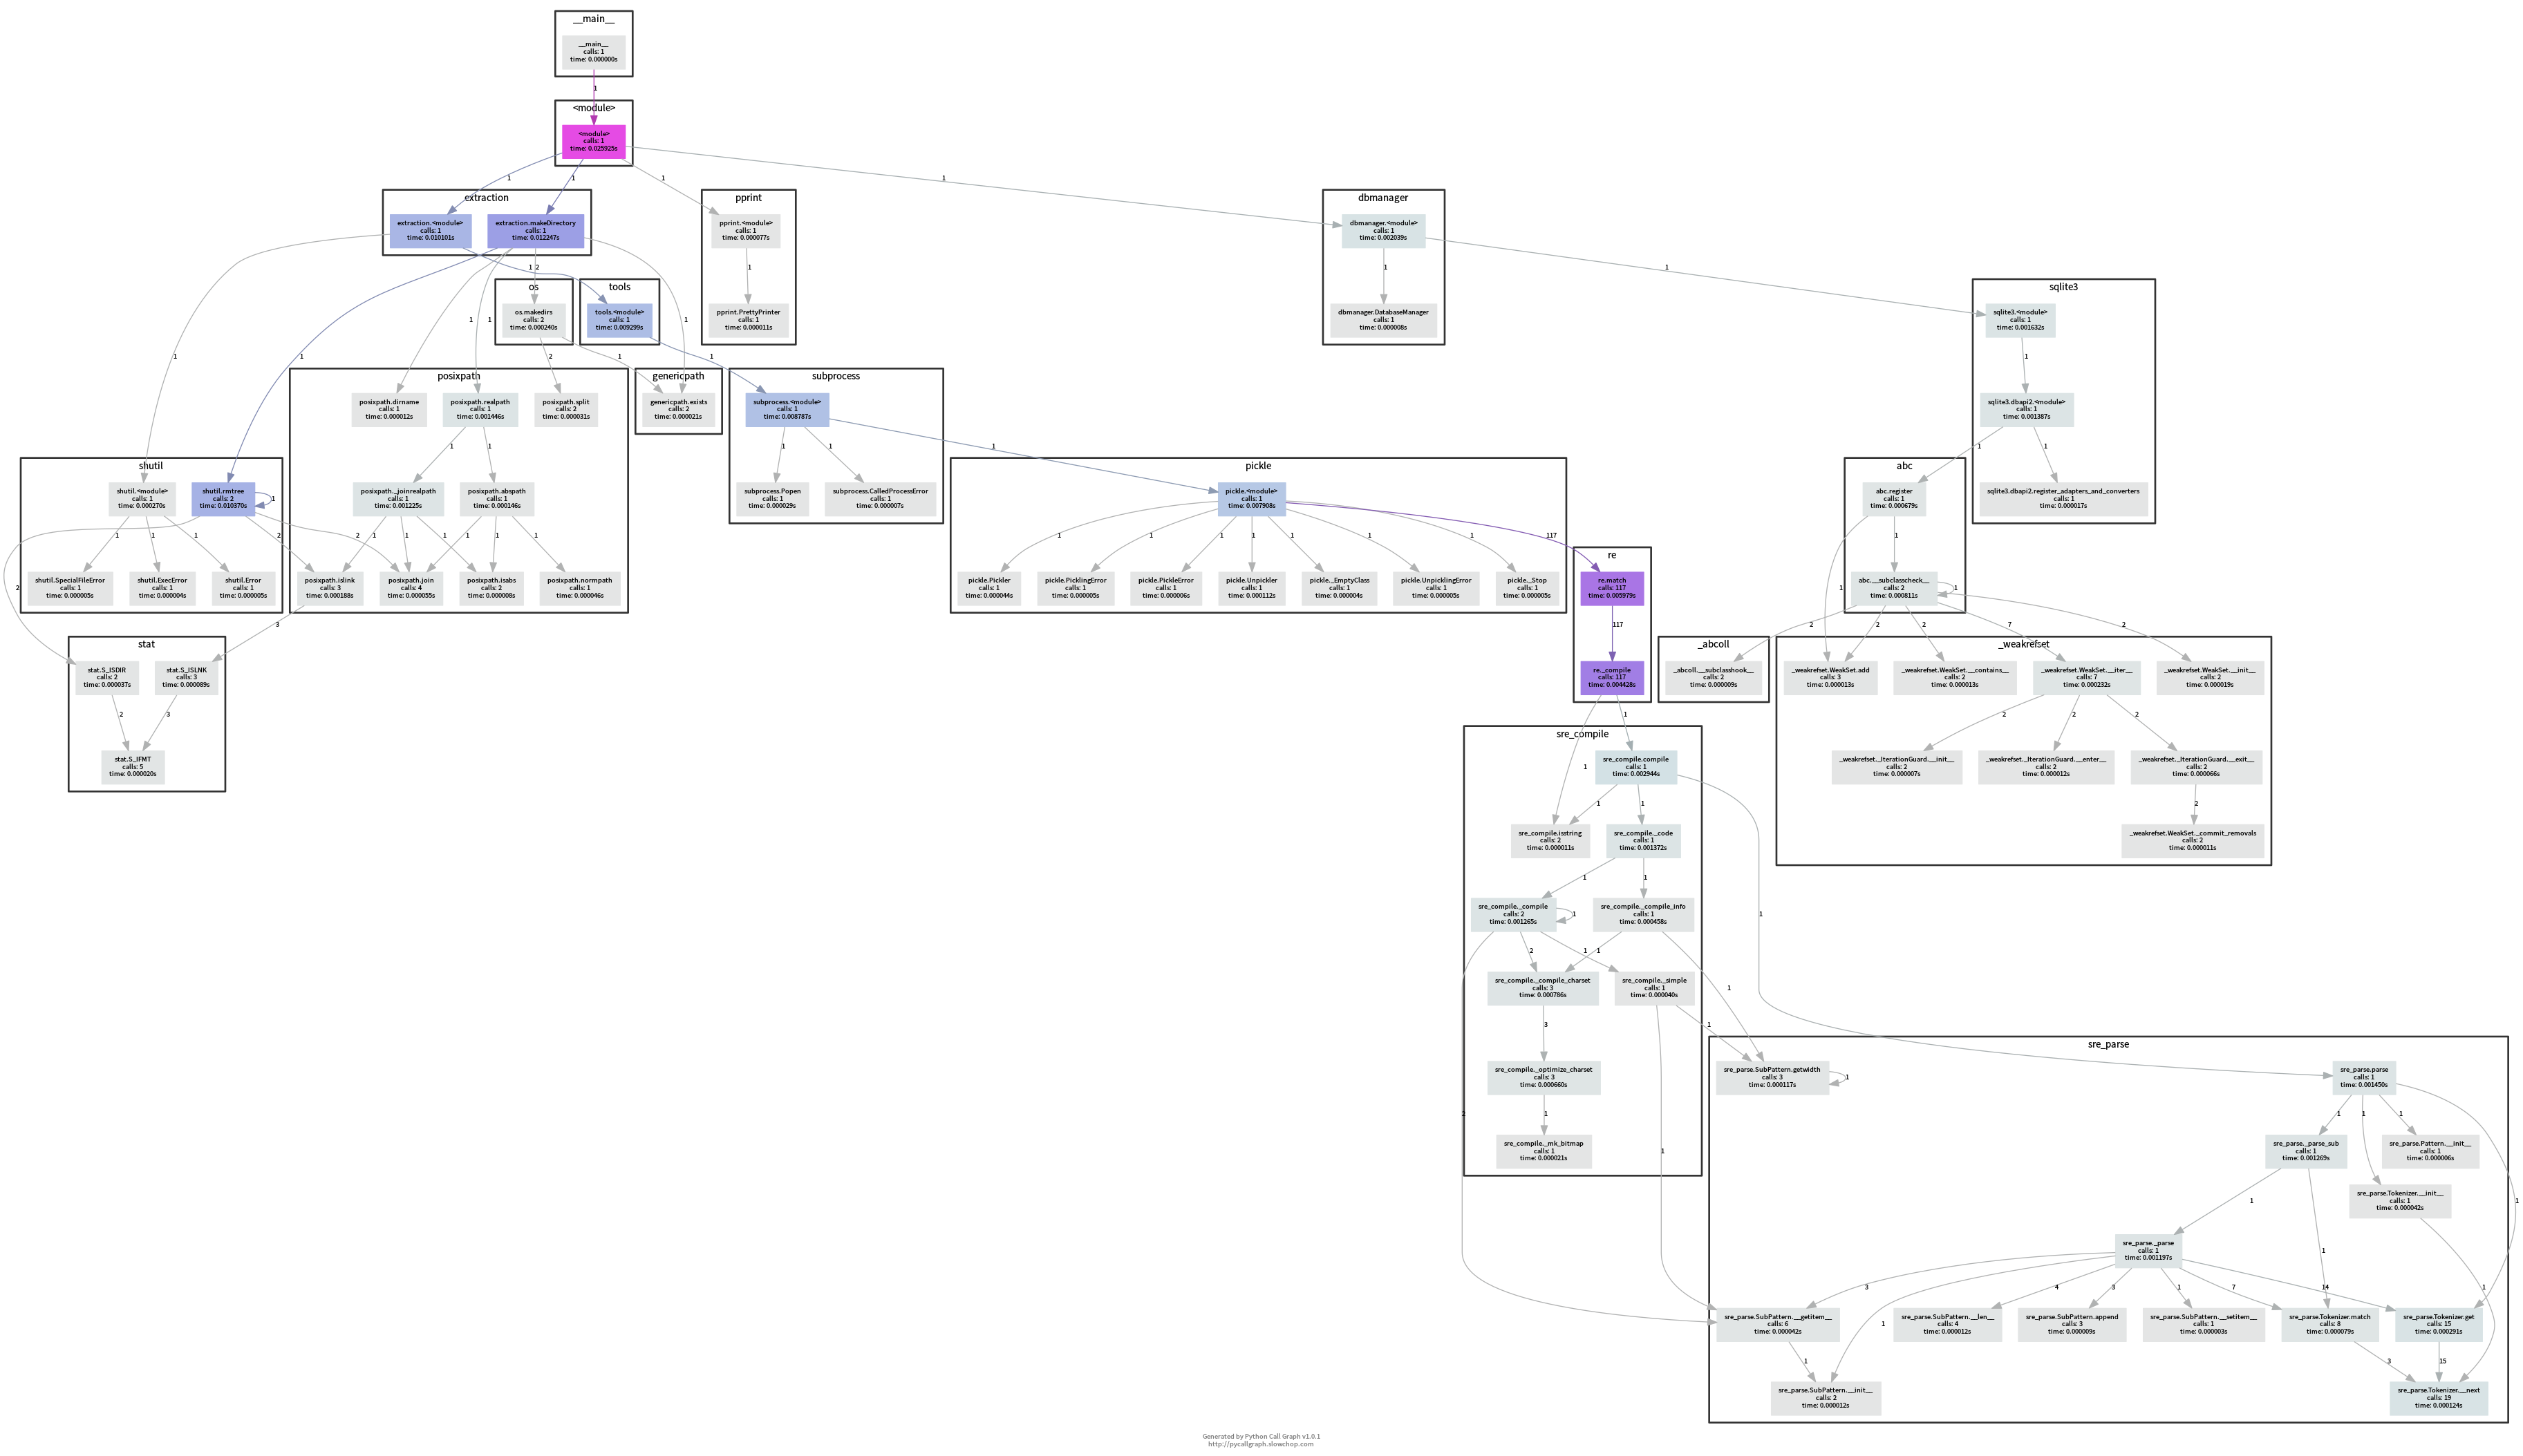 __main__
__main__
calls: 1
time: 0.000000s
1
<module>
<module>
calls: 1
time: 0.025925s
1
1
1
1
extraction
extraction.<module>
calls: 1
time: 0.010101s
extraction.makeDirectory
calls: 1
time: 0.012247s
pprint
pprint.<module>
calls: 1
time: 0.000077s
1
pprint.PrettyPrinter
calls: 1
time: 0.000011s
dbmanager
dbmanager.<module>
calls: 1
time: 0.002039s
1
1
dbmanager.DatabaseManager
calls: 1
time: 0.000008s
1
2
os
os.makedirs
calls: 2
time: 0.000240s
tools
tools.<module>
calls: 1
time: 0.009299s
sqlite3
sqlite3.<module>
calls: 1
time: 0.001632s
1
sqlite3.dbapi2.<module>
calls: 1
time: 0.001387s
1
1
sqlite3.dbapi2.register_adapters_and_converters
calls: 1
time: 0.000017s
1
1
1
1
1
2
1
1
posixpath
posixpath.dirname
calls: 1
time: 0.000012s
posixpath.realpath
calls: 1
time: 0.001446s
posixpath.split
calls: 2
time: 0.000031s
1
1
posixpath._joinrealpath
calls: 1
time: 0.001225s
posixpath.abspath
calls: 1
time: 0.000146s
1
1
1
1
1
1
posixpath.islink
calls: 3
time: 0.000188s
posixpath.join
calls: 4
time: 0.000055s
posixpath.isabs
calls: 2
time: 0.000008s
posixpath.normpath
calls: 1
time: 0.000046s
genericpath
genericpath.exists
calls: 2
time: 0.000021s
subprocess
subprocess.<module>
calls: 1
time: 0.008787s
1
1
1
subprocess.Popen
calls: 1
time: 0.000029s
subprocess.CalledProcessError
calls: 1
time: 0.000007s
shutil
shutil.<module>
calls: 1
time: 0.000270s
shutil.rmtree
calls: 2
time: 0.010370s
1
1
1
1
2
2
2
shutil.SpecialFileError
calls: 1
time: 0.000005s
shutil.ExecError
calls: 1
time: 0.000004s
shutil.Error
calls: 1
time: 0.000005s
3
pickle
pickle.<module>
calls: 1
time: 0.007908s
1
1
1
1
1
1
1
117
pickle.Pickler
calls: 1
time: 0.000044s
pickle.PicklingError
calls: 1
time: 0.000005s
pickle.PickleError
calls: 1
time: 0.000006s
pickle.Unpickler
calls: 1
time: 0.000112s
pickle._EmptyClass
calls: 1
time: 0.000004s
pickle.UnpicklingError
calls: 1
time: 0.000005s
pickle._Stop
calls: 1
time: 0.000005s
re
re.match
calls: 117
time: 0.005979s
117
re._compile
calls: 117
time: 0.004428s
abc
abc.register
calls: 1
time: 0.000679s
1
1
abc.__subclasscheck__
calls: 2
time: 0.000811s
1
2
2
2
7
2
stat
stat.S_ISDIR
calls: 2
time: 0.000037s
stat.S_ISLNK
calls: 3
time: 0.000089s
2
3
stat.S_IFMT
calls: 5
time: 0.000020s
_abcoll
_abcoll.__subclasshook__
calls: 2
time: 0.000009s
_weakrefset
_weakrefset.WeakSet.add
calls: 3
time: 0.000013s
_weakrefset.WeakSet.__contains__
calls: 2
time: 0.000013s
_weakrefset.WeakSet.__iter__
calls: 7
time: 0.000232s
_weakrefset.WeakSet.__init__
calls: 2
time: 0.000019s
2
2
2
_weakrefset._IterationGuard.__init__
calls: 2
time: 0.000007s
_weakrefset._IterationGuard.__enter__
calls: 2
time: 0.000012s
_weakrefset._IterationGuard.__exit__
calls: 2
time: 0.000066s
2
_weakrefset.WeakSet._commit_removals
calls: 2
time: 0.000011s
1
1
sre_compile
sre_compile.compile
calls: 1
time: 0.002944s
1
1
1
sre_compile.isstring
calls: 2
time: 0.000011s
sre_compile._code
calls: 1
time: 0.001372s
1
1
sre_compile._compile
calls: 2
time: 0.001265s
1
sre_compile._compile_info
calls: 1
time: 0.000458s
2
1
1
1
2
sre_compile._compile_charset
calls: 3
time: 0.000786s
sre_compile._simple
calls: 1
time: 0.000040s
3
1
1
sre_compile._optimize_charset
calls: 3
time: 0.000660s
1
sre_compile._mk_bitmap
calls: 1
time: 0.000021s
sre_parse
sre_parse.SubPattern.getwidth
calls: 3
time: 0.000117s
1
sre_parse.parse
calls: 1
time: 0.001450s
1
1
1
1
sre_parse._parse_sub
calls: 1
time: 0.001269s
sre_parse.Pattern.__init__
calls: 1
time: 0.000006s
sre_parse.Tokenizer.__init__
calls: 1
time: 0.000042s
1
1
1
sre_parse._parse
calls: 1
time: 0.001197s
3
1
4
3
1
7
14
sre_parse.SubPattern.__getitem__
calls: 6
time: 0.000042s
sre_parse.SubPattern.__len__
calls: 4
time: 0.000012s
sre_parse.SubPattern.append
calls: 3
time: 0.000009s
sre_parse.SubPattern.__setitem__
calls: 1
time: 0.000003s
sre_parse.Tokenizer.match
calls: 8
time: 0.000079s
sre_parse.Tokenizer.get
calls: 15
time: 0.000291s
1
3
15
sre_parse.SubPattern.__init__
calls: 2
time: 0.000012s
sre_parse.Tokenizer.__next
calls: 19
time: 0.000124s
Generated by Python Call Graph v1.0.1
http://pycallgraph.slowchop.com